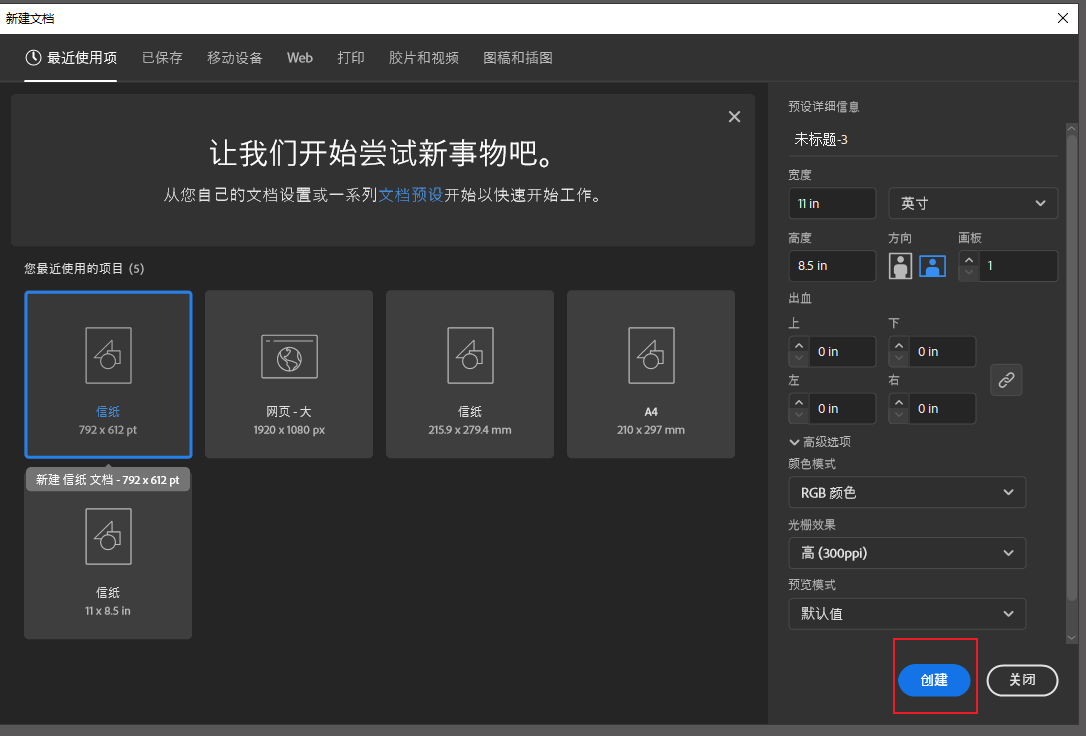 新建文档
最近使用项 已保存 移动设备 Web 打印 胶片和视频 图稿和插图
让我们开始尝试新事物吧。
从您自己的文档设置或一系列文档预设开始以快速开始工作。
您最近使用的项目 (5)
信纸
792 x 612 pt
网页 - 大
1920 x 1080 px
信纸
215.9 x 279.4 mm
A4
210 x 297 mm
新建 信纸 文档 - 792 x 612 pt
信纸
11 x 8.5 in
预设详细信息
未标题-3
宽度
11 in 英寸
高度 方向 画板
8.5 in 1
出血
上 下
0 in 0 in
左 右
0 in 0 in
高级选项
颜色模式
RGB 颜色
光栅效果
高 (300ppi)
预览模式
默认值
创建 关闭